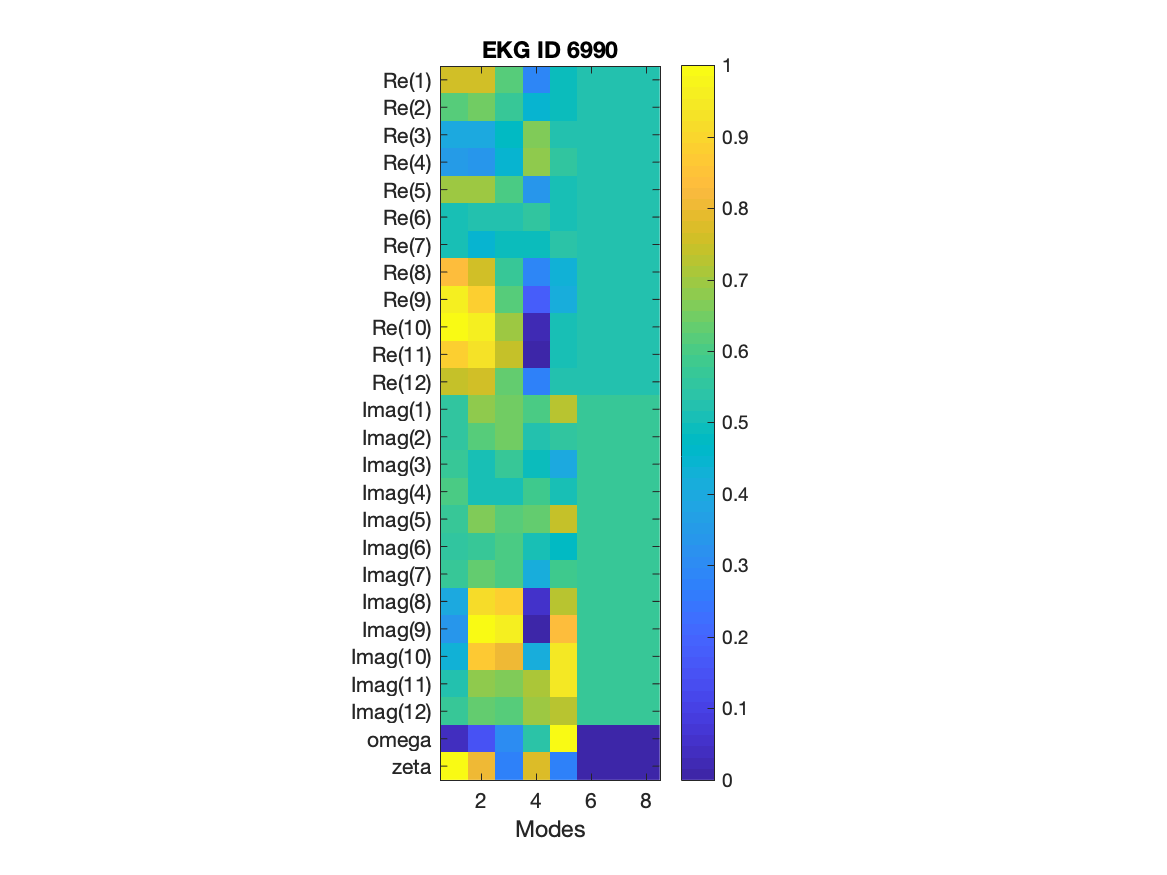 EKG ID 6990
Re(1)
Re(2)
Re(3)
Re(4)
Re(5)
Re(6)
Re(7)
Re(8)
Re(9)
Re(10)
Re(11)
Re(12)
Imag(1)
Imag(2)
Imag(3)
Imag(4)
Imag(5)
Imag(6)
Imag(7)
Imag(8)
Imag(9)
Imag(10)
Imag(11)
Imag(12)
omega
zeta
2 4 6 8
Modes
1
0.9
0.8
0.7
0.6
0.5
0.4
0.3
0.2
0.1
0